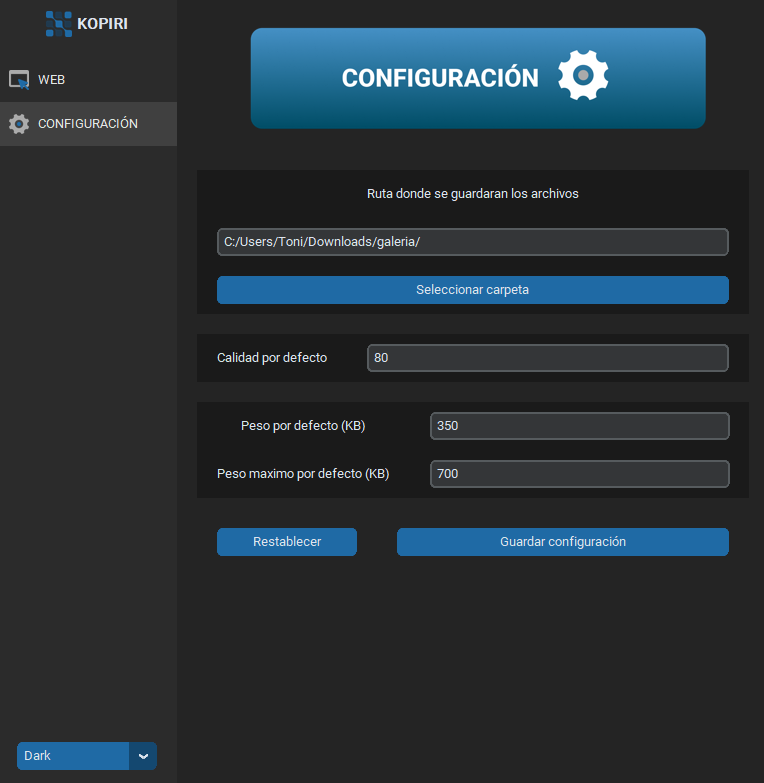 KOPIRI
WEB
CONFIGURACIÓN
CONFIGURACIÓN
Ruta donde se guardaran los archivos
C:/Users/Toni/Downloads/galeria/
Seleccionar carpeta
Calidad por defecto 80
Peso por defecto (KB) 350
Peso maximo por defecto (KB) 700
Restablecer Guardar configuración
Dark